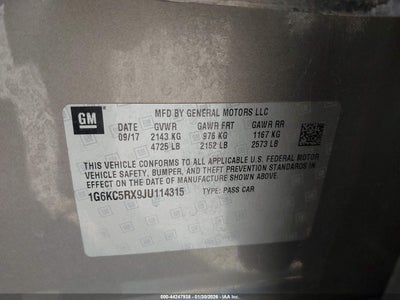 GM
MFD BY GENERAL MOTORS LLC
DATE GVWR GAWR FRT GAWR RR
09/17 2143 KG 976 KG 1167 KG
4725 LB 2152 LB 2573 LB
THIS VEHICLE CONFORMS TO ALL APPLICABLE U.S. FEDERAL MOTOR
VEHICLE SAFETY, BUMPER, AND THEFT PREVENTION STANDARDS IN
EFFECT ON THE DATE OF MANUFACTURE SHOWN ABOVE.
1G6KC5RX9JU114315 TYPE: PASS CAR
000-44247938 - 01/30/2026 - IAAI